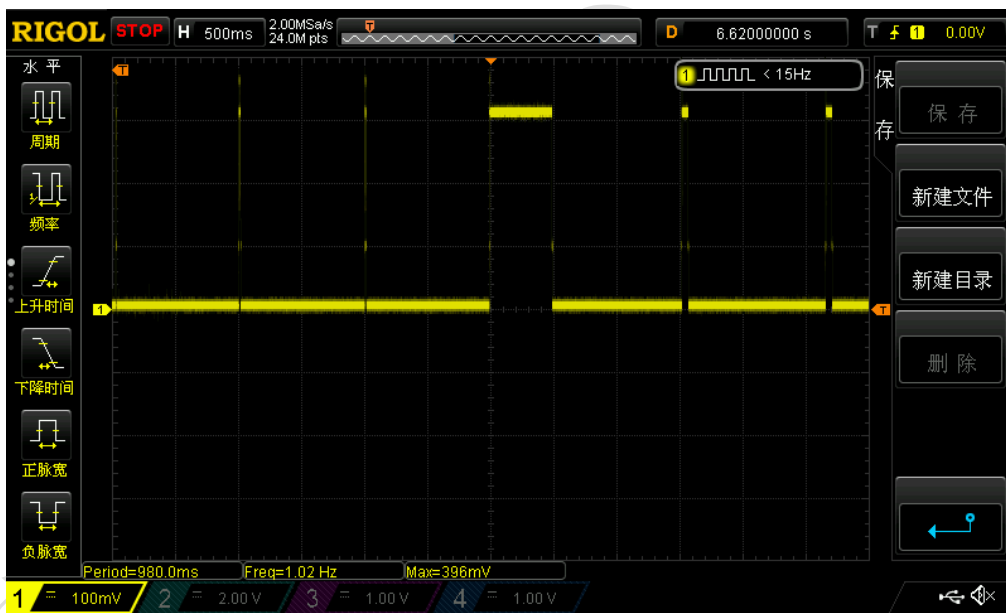 RIGOL STOP H 500ms 2.00MSa/s
24.0M pts
T
D 6.62000000 s T 1 0.00V
水 平
周期
频率
上升时间
下降时间
正脉宽
负脉宽
T
1 < 15Hz
1
T
保
存
保 存
新建文件
新建目录
删 除
Period=980.0ms Freq=1.02 Hz Max=396mV
1 = 100mV 2 = 2.00 V 3 = 1.00 V 4 = 1.00 V